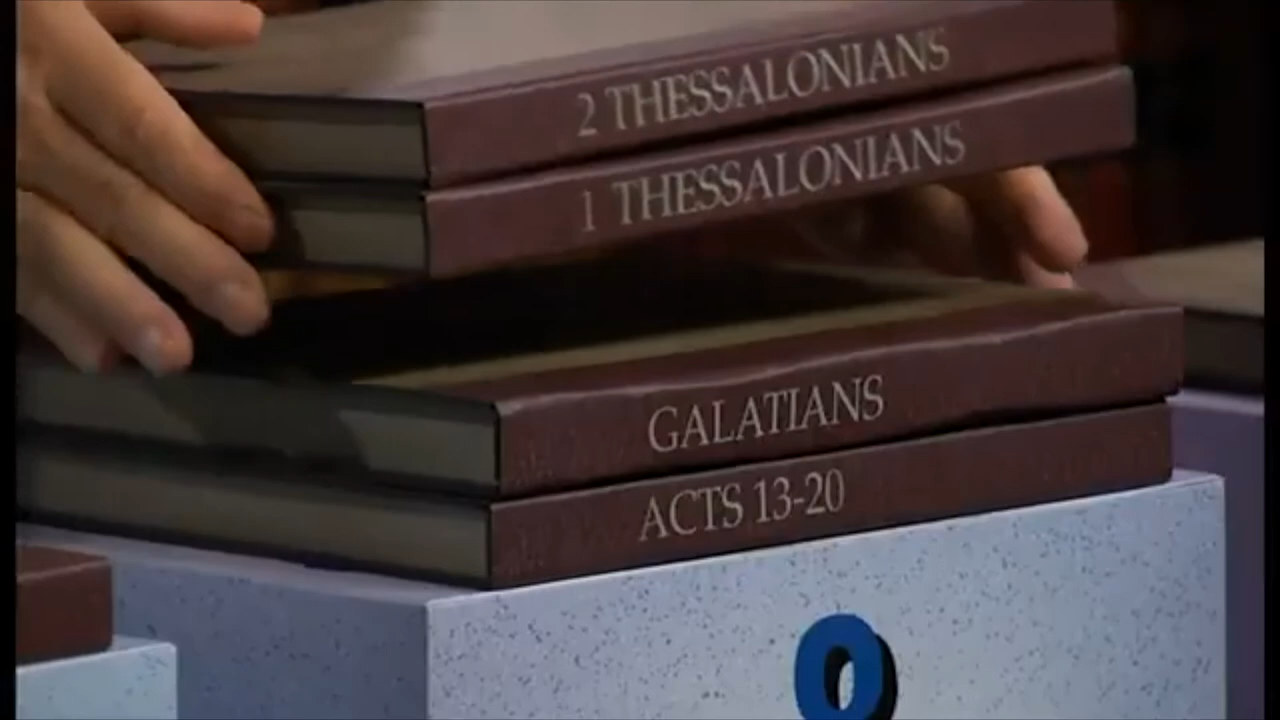 2 THESSALONIANS
1 THESSALONIANS
GALATIANS
ACTS 13-20